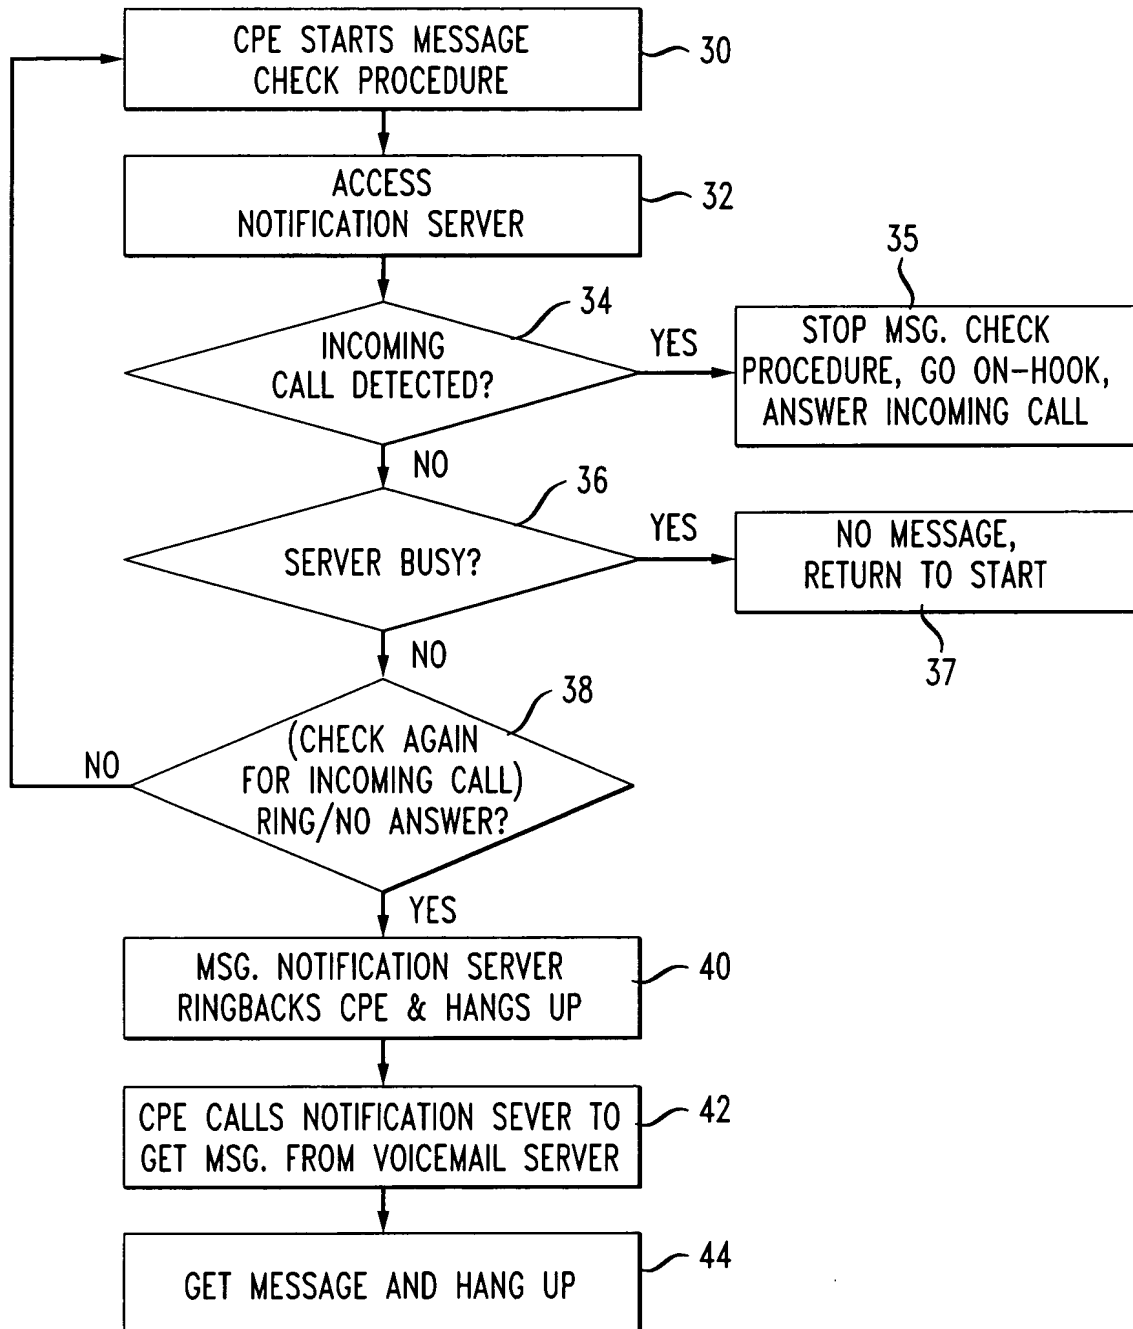 CPE STARTS MESSAGE
CHECK PROCEDURE
30
ACCESS
NOTIFICATION SERVER
32
34
INCOMING
CALL DETECTED?
YES
35
STOP MSG. CHECK
PROCEDURE, GO ON-HOOK,
ANSWER INCOMING CALL
NO
36
SERVER BUSY?
YES
NO MESSAGE,
RETURN TO START
37
NO
38
(CHECK AGAIN
FOR INCOMING CALL)
RING/NO ANSWER?
NO
YES
MSG. NOTIFICATION SERVER
RINGBACKS CPE & HANGS UP
40
CPE CALLS NOTIFICATION SEVER TO
GET MSG. FROM VOICEMAIL SERVER
42
GET MESSAGE AND HANG UP
44